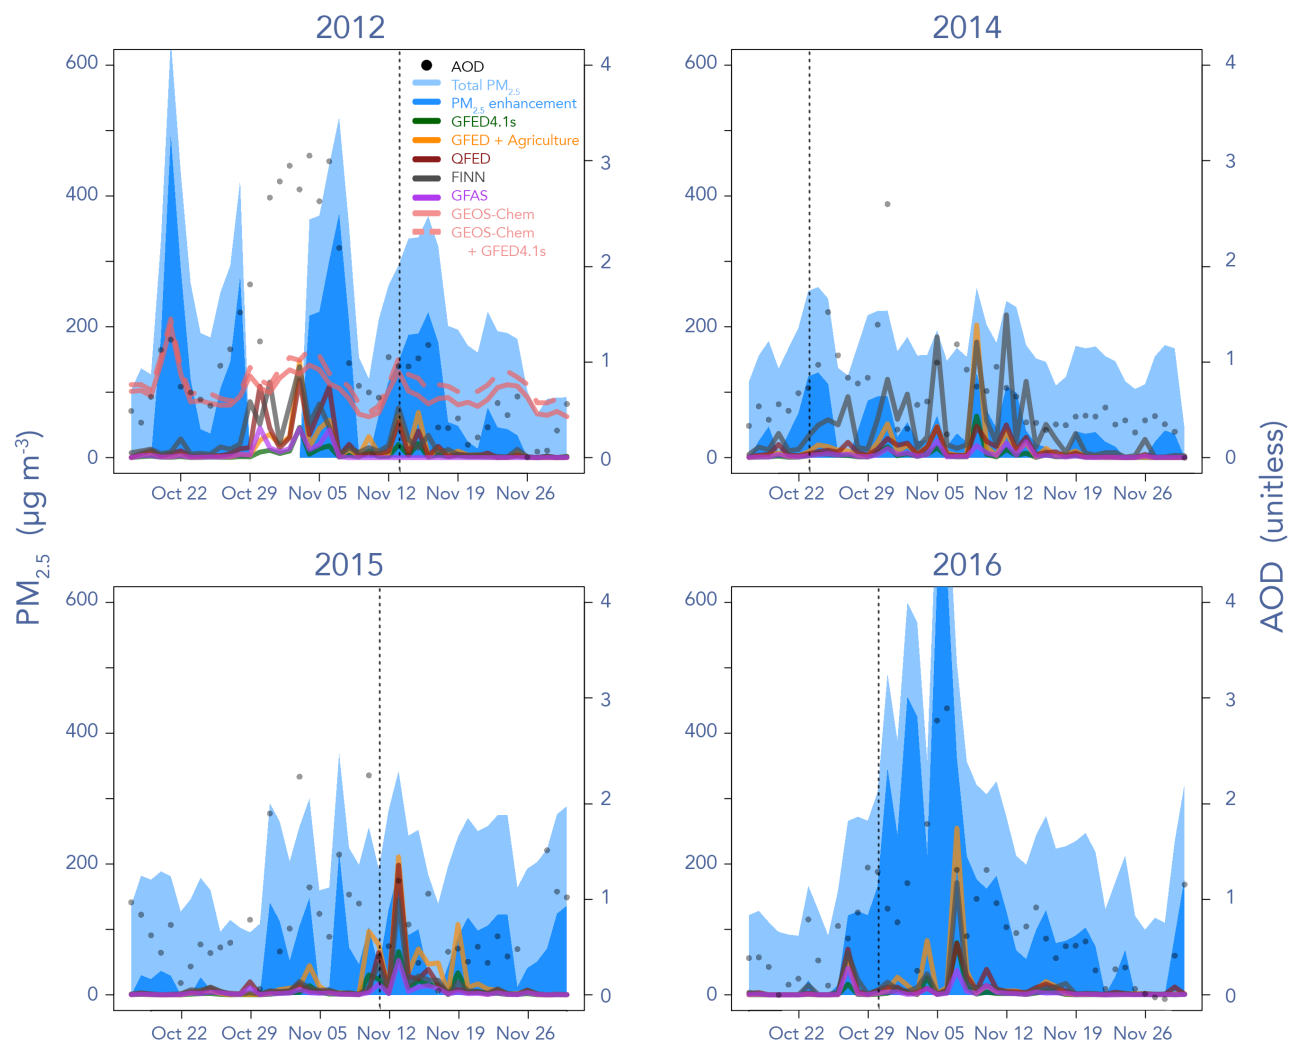 2012
600
400
200
0
4
3
2
1
0
AOD
Total PM2.5
PM2.5 enhancement
GFED4.1s
GFED + Agriculture
QFED
FINN
GFAS
GEOS-Chem
GEOS-Chem
+ GFED4.1s
Oct 22 Oct 29 Nov 05 Nov 12 Nov 19 Nov 26
2014
600
400
200
0
4
3
2
1
0
Oct 22 Oct 29 Nov 05 Nov 12 Nov 19 Nov 26
PM2.5 (µg m-3)
AOD (unitless)
2015
600
400
200
0
4
3
2
1
0
Oct 22 Oct 29 Nov 05 Nov 12 Nov 19 Nov 26
2016
600
400
200
0
4
3
2
1
0
Oct 22 Oct 29 Nov 05 Nov 12 Nov 19 Nov 26